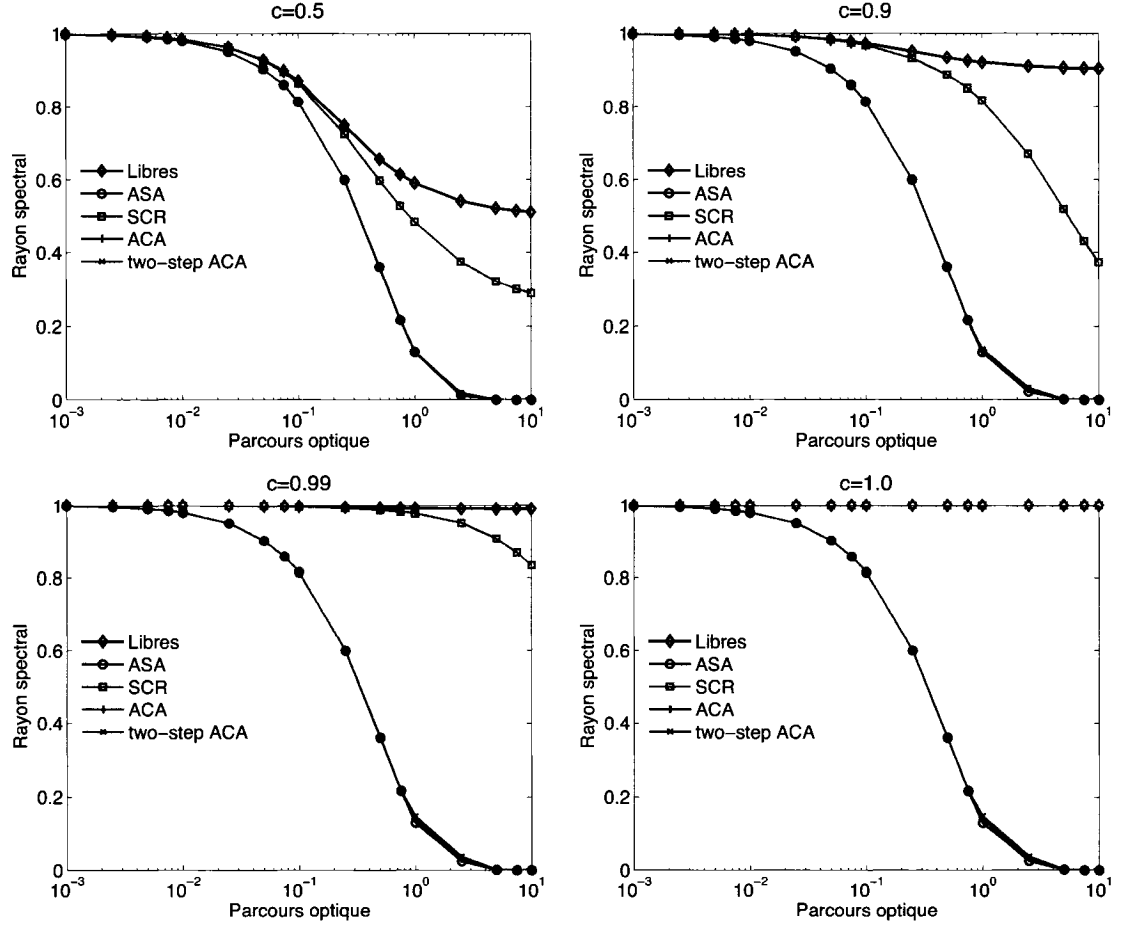 c=0.5
1
0.8
0.6
0.4
0.2
0
Rayon spectral
Libres
ASA
SCR
ACA
two-step ACA
10^-3
10^-2
10^-1
10^0
10^1
Parcours optique
c=0.9
1
0.8
0.6
0.4
0.2
0
Rayon spectral
Libres
ASA
SCR
ACA
two-step ACA
10^-3
10^-2
10^-1
10^0
10^1
Parcours optique
c=0.99
1
0.8
0.6
0.4
0.2
0
Rayon spectral
Libres
ASA
SCR
ACA
two-step ACA
10^-3
10^-2
10^-1
10^0
10^1
Parcours optique
c=1.0
1
0.8
0.6
0.4
0.2
0
Rayon spectral
Libres
ASA
SCR
ACA
two-step ACA
10^-3
10^-2
10^-1
10^0
10^1
Parcours optique